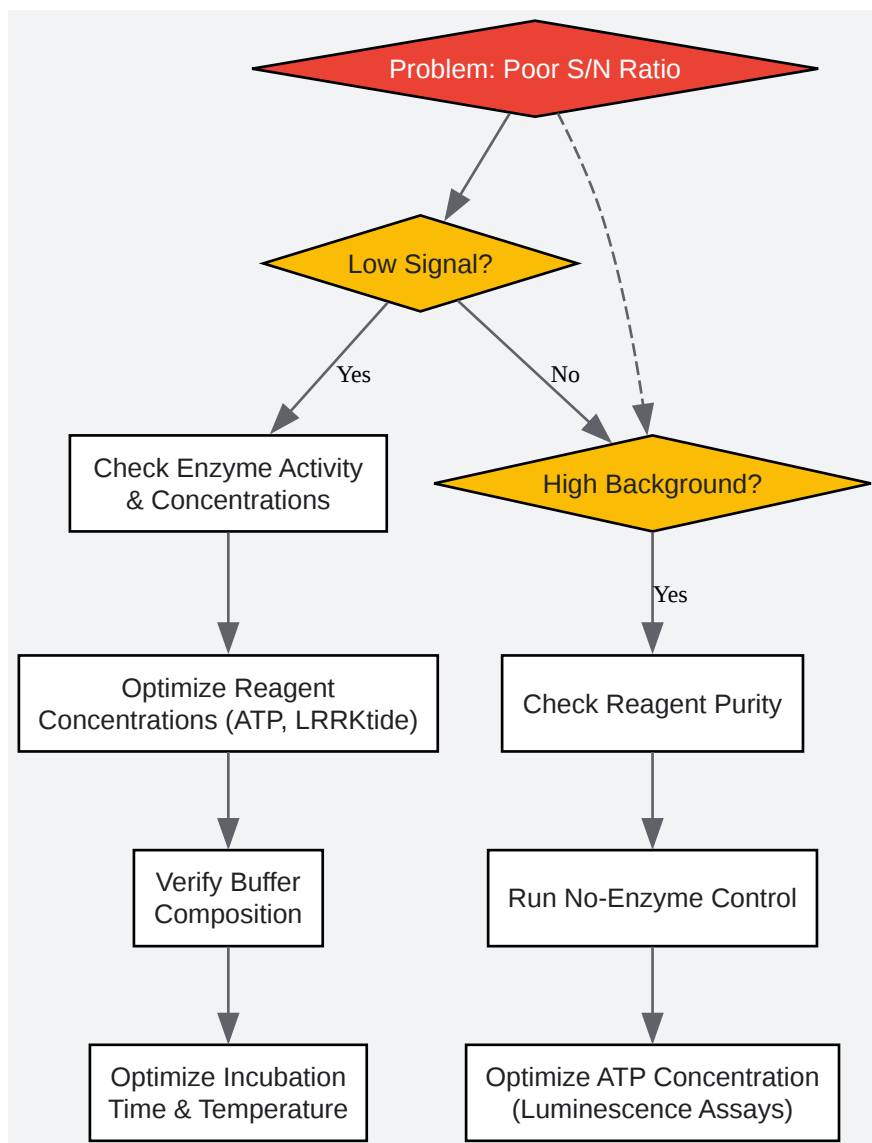 Problem: Poor S/N Ratio
Low Signal?
Yes
No
Check Enzyme Activity
& Concentrations
High Background?
Yes
Optimize Reagent
Concentrations (ATP, LRRKtide)
Check Reagent Purity
Verify Buffer
Composition
Run No-Enzyme Control
Optimize Incubation
Time & Temperature
Optimize ATP Concentration
(Luminescence Assays)